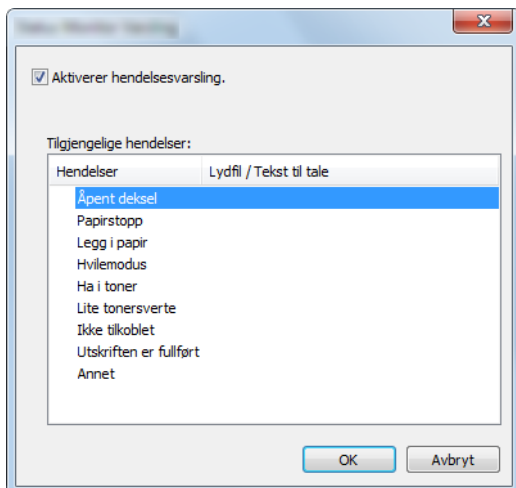 Aktiverer hendelsesvarsling.
Tilgjengelige hendelser:
Hendelser Lydfil / Tekst til tale
Åpent deksel
Papirstopp
Legg i papir
Hvilemodus
Ha i toner
Lite tonersverte
Ikke tilkoblet
Utskriften er fullført
Annet
OK Avbryt